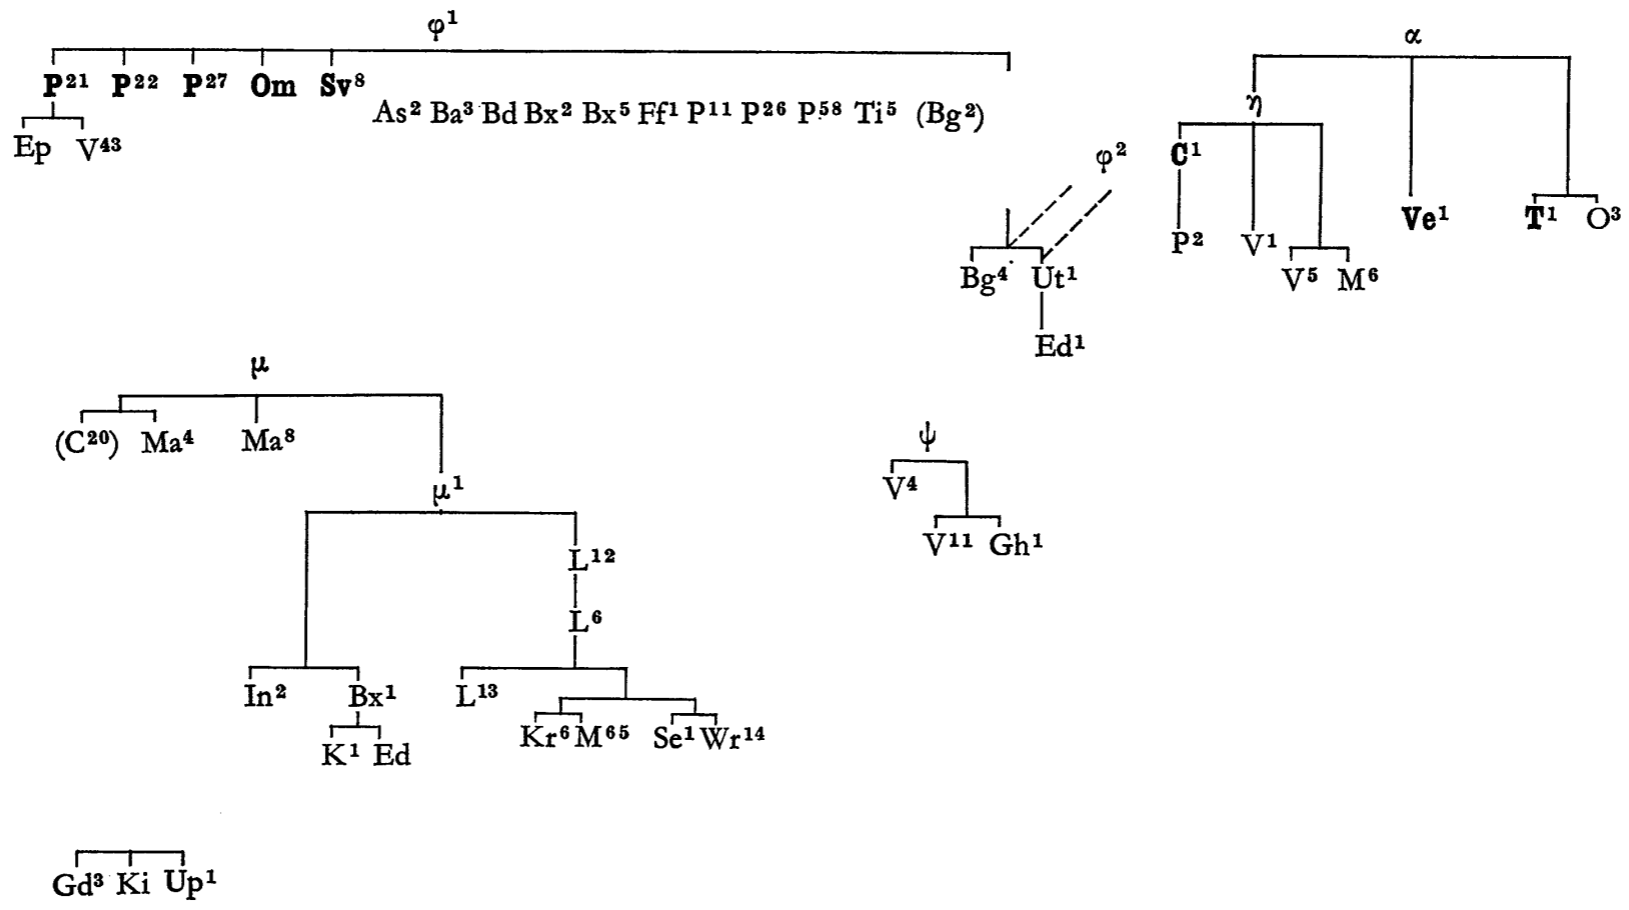 φ¹
α
P²¹ P²² P²⁷ Om Sv⁸
As² Ba³ Bd Bx² Bx⁵ Ff¹ P¹¹ P²⁶ P⁵⁸ Ti⁵ (Bg²)
η
Ep V⁴³
φ²
C¹
Ve¹ T¹ O³
P² V¹
Bg⁴ Ut¹ V⁵ M⁶
Ed¹
μ
(C²⁰) Ma⁴ Ma⁸
ψ
μ¹
V⁴
V¹¹ Gh¹
L¹²
L⁶
In² Bx¹ L¹³
Kr⁶ M⁶⁵ Se¹ Wr¹⁴
K¹ Ed
Gd³ Ki Up¹